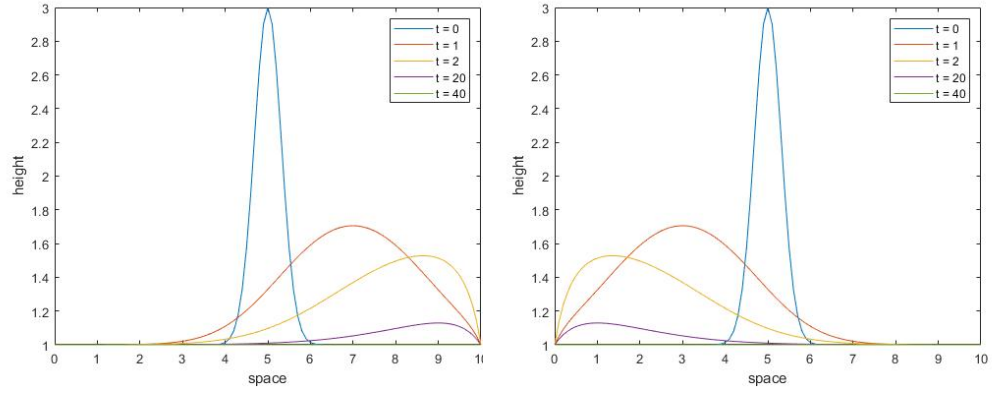 3
2.8
2.6
2.4
2.2
2
1.8
1.6
1.4
1.2
1
height
0 1 2 3 4 5 6 7 8 9 10
space
t = 0
t = 1
t = 2
t = 20
t = 40
3
2.8
2.6
2.4
2.2
2
1.8
1.6
1.4
1.2
1
height
0 1 2 3 4 5 6 7 8 9 10
space
t = 0
t = 1
t = 2
t = 20
t = 40